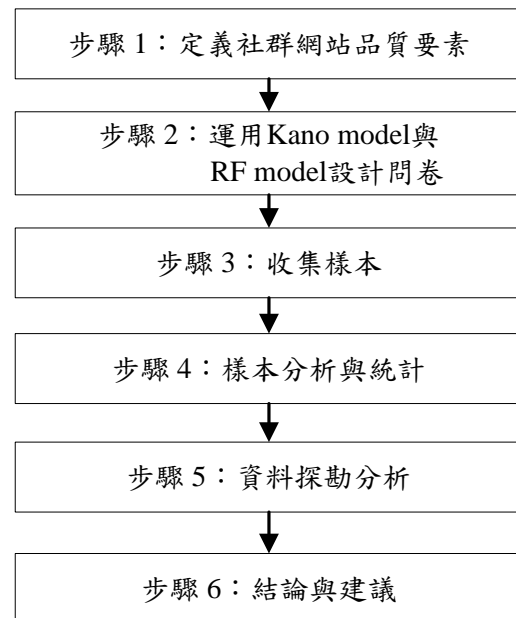 步驟 1：定義社群網站品質要素
步驟 2：運用Kano model與
RF model設計問卷
步驟 3：收集樣本
步驟 4：樣本分析與統計
步驟 5：資料探勘分析
步驟 6：結論與建議